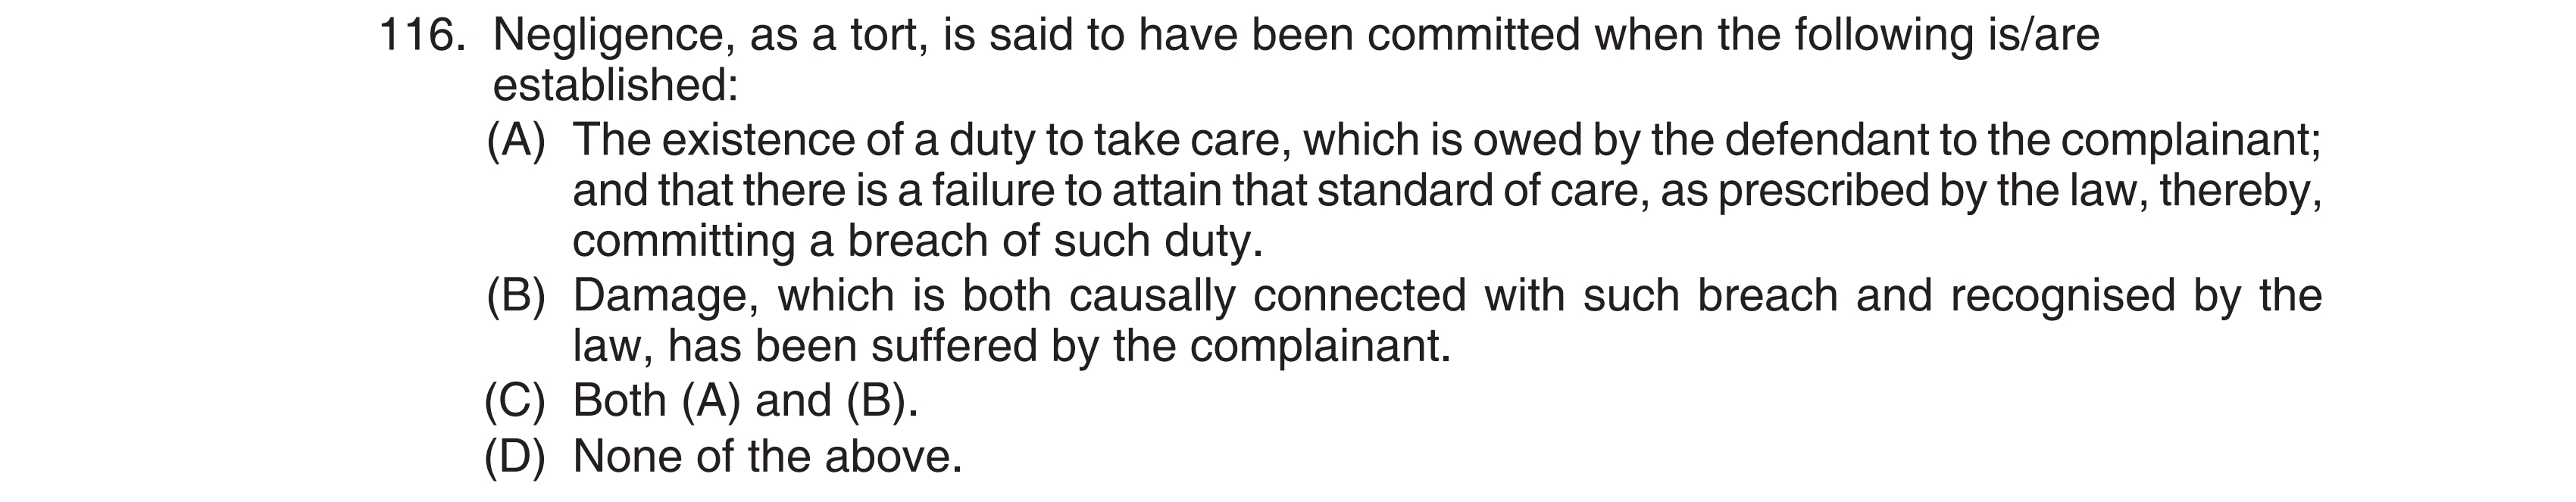 116. Negligence, as a tort, is said to have been committed when the following is/are
established:
(A) The existence of a duty to take care, which is owed by the defendant to the complainant;
and that there is a failure to attain that standard of care, as prescribed by the law, thereby,
committing a breach of such duty.
(B) Damage, which is both causally connected with such breach and recognised by the
law, has been suffered by the complainant.
(C) Both (A) and (B).
(D) None of the above.